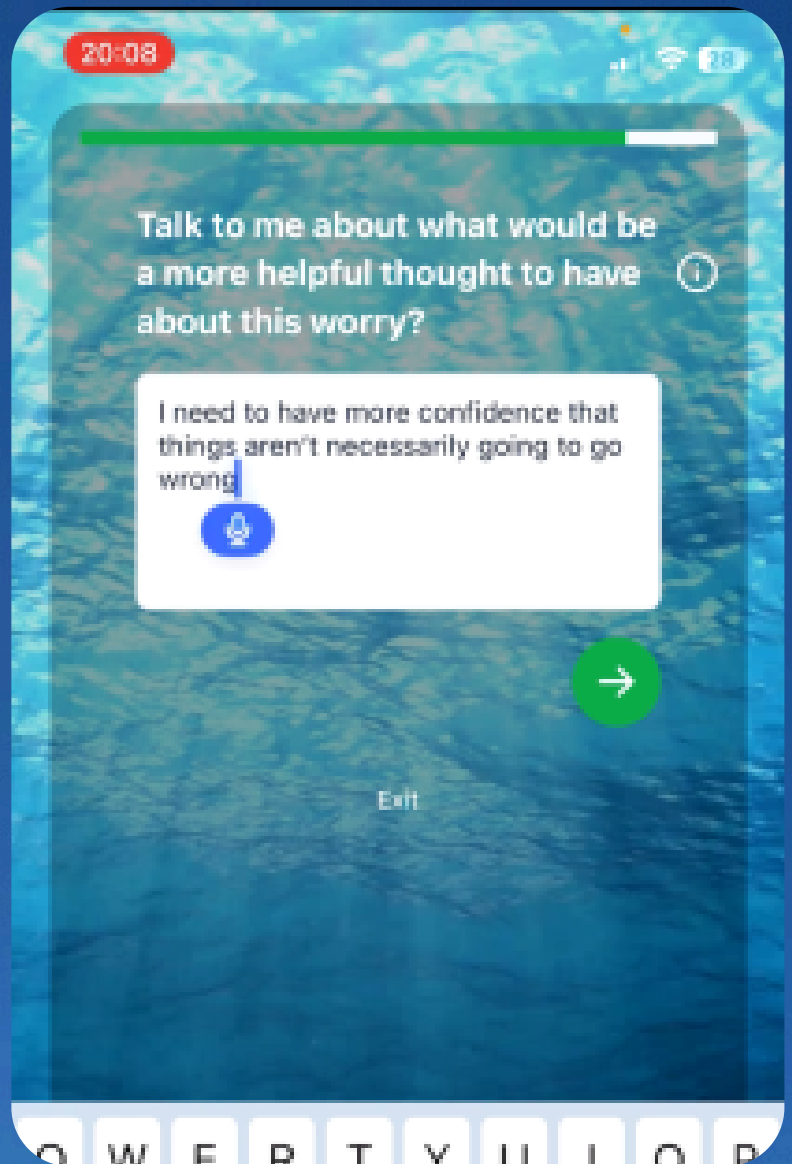 20:08
28
Talk to me about what would be
a more helpful thought to have
about this worry?
I need to have more confidence that
things aren't necessarily going to go
wrong
Exit
Q W E R T Y U I O P